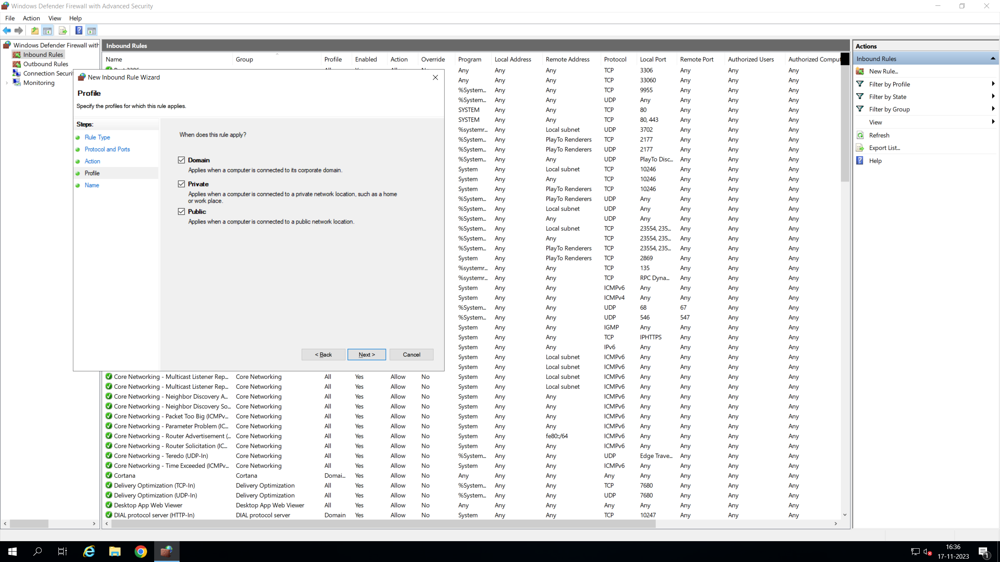 Windows Defender Firewall with Advanced Security
File Action View Help
Windows Defender Firewall with
Inbound Rules
Outbound Rules
Connection Securit
Monitoring
Inbound Rules
Name Group Profile Enabled Action Override Program Local Address Remote Address Protocol Local Port Remote Port Authorized Users Authorized Comput
Any Any Any TCP 3306 Any Any Any
Any Any Any TCP 33060 Any Any Any
%System... Any Any TCP 9955 Any Any Any
%System... Any Any UDP Any Any Any Any
SYSTEM Any Any TCP 80 Any Any Any
SYSTEM Any Any TCP 80, 443 Any Any Any
%systemr... Any Local subnet UDP 3702 Any Any Any
%System... Any PlayTo Renderers TCP 2177 Any Any Any
%System... Any PlayTo Renderers UDP 2177 Any Any Any
%System... Any Any UDP PlayTo Disc... Any Any Any
System Any Local subnet TCP 10246 Any Any Any
System Any Any TCP 10246 Any Any Any
System Any PlayTo Renderers TCP 10246 Any Any Any
%System... Any PlayTo Renderers UDP Any Any Any Any
%System... Any Local subnet UDP Any Any Any Any
%System... Any Any UDP Any Any Any Any
%System... Any Local subnet TCP 23554, 235... Any Any Any
%System... Any Any TCP 23554, 235... Any Any Any
%System... Any PlayTo Renderers TCP 23554, 235... Any Any Any
System Any PlayTo Renderers TCP 2869 Any Any Any
%systemr... Any Any TCP 135 Any Any Any
%systemr... Any Any TCP RPC Dyna... Any Any Any
System Any Any ICMPv6 Any Any Any Any
System Any Any ICMPv4 Any Any Any Any
%System... Any Any UDP 68 67 Any Any
%System... Any Any UDP 546 547 Any Any
System Any Any IGMP Any Any Any Any
System Any Any TCP IPHTTPS Any Any Any
System Any Any IPv6 Any Any Any Any
System Any Local subnet ICMPv6 Any Any Any Any
System Any Local subnet ICMPv6 Any Any Any Any
Core Networking - Multicast Listener Rep... Core Networking All Yes Allow No System Any Local subnet ICMPv6 Any Any Any Any
Core Networking - Multicast Listener Rep... Core Networking All Yes Allow No System Any Local subnet ICMPv6 Any Any Any Any
Core Networking - Neighbor Discovery A... Core Networking All Yes Allow No System Any Any ICMPv6 Any Any Any Any
Core Networking - Neighbor Discovery So... Core Networking All Yes Allow No System Any Any ICMPv6 Any Any Any Any
Core Networking - Packet Too Big (ICMPv... Core Networking All Yes Allow No System Any Any ICMPv6 Any Any Any Any
Core Networking - Parameter Problem (IC... Core Networking All Yes Allow No System Any Any ICMPv6 Any Any Any Any
Core Networking - Router Advertisement (... Core Networking All Yes Allow No System Any fe80::/64 ICMPv6 Any Any Any Any
Core Networking - Router Solicitation (IC... Core Networking All Yes Allow No System Any Any ICMPv6 Any Any Any Any
Core Networking - Teredo (UDP-In) Core Networking All Yes Allow No %System... Any Any UDP Edge Trave... Any Any Any
Core Networking - Time Exceeded (ICMPv... Core Networking All Yes Allow No System Any Any ICMPv6 Any Any Any Any
Cortana Cortana Domai... Yes Allow No Any Any Any Any Any Any Any Any
Delivery Optimization (TCP-In) Delivery Optimization All Yes Allow No %System... Any Any TCP 7680 Any Any Any
Delivery Optimization (UDP-In) Delivery Optimization All Yes Allow No %System... Any Any UDP 7680 Any Any Any
Desktop App Web Viewer Desktop App Web Viewer All Yes Allow No Any Any Any Any Any Any Any Any
DIAL protocol server (HTTP-In) DIAL protocol server Domain Yes Allow No System Any Any TCP 10247 Any Any Any
New Inbound Rule Wizard
Profile
Specify the profiles for which this rule applies.
Steps:
Rule Type
Protocol and Ports
Action
Profile
Name
When does this rule apply?
Domain
Applies when a computer is connected to its corporate domain.
Private
Applies when a computer is connected to a private network location, such as a home
or work place.
Public
Applies when a computer is connected to a public network location.
< Back Next > Cancel
Actions
Inbound Rules
New Rule...
Filter by Profile
Filter by State
Filter by Group
View
Refresh
Export List...
Help
16:36
17-11-2023
1